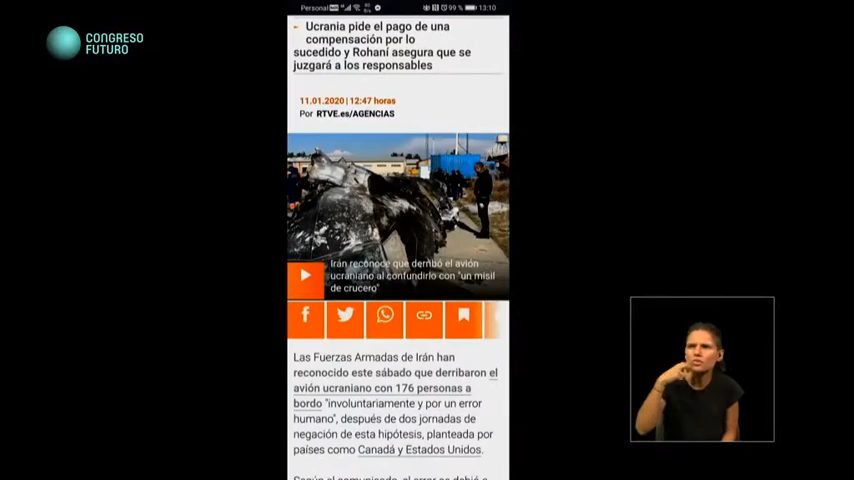 CONGRESO
FUTURO
Personal
99 %
13:10
Ucrania pide el pago de una
compensación por lo
sucedido y Rohaní asegura que se
juzgará a los responsables
11.01.2020 | 12:47 horas
Por RTVE.es/AGENCIAS
Irán reconoce que derribó el avión
ucraniano al confundirlo con "un misil
de crucero"
Las Fuerzas Armadas de Irán han
reconocido este sábado que derribaron el
avión ucraniano con 176 personas a
bordo "involuntariamente y por un error
humano", después de dos jornadas de
negación de esta hipótesis, planteada por
países como Canadá y Estados Unidos.